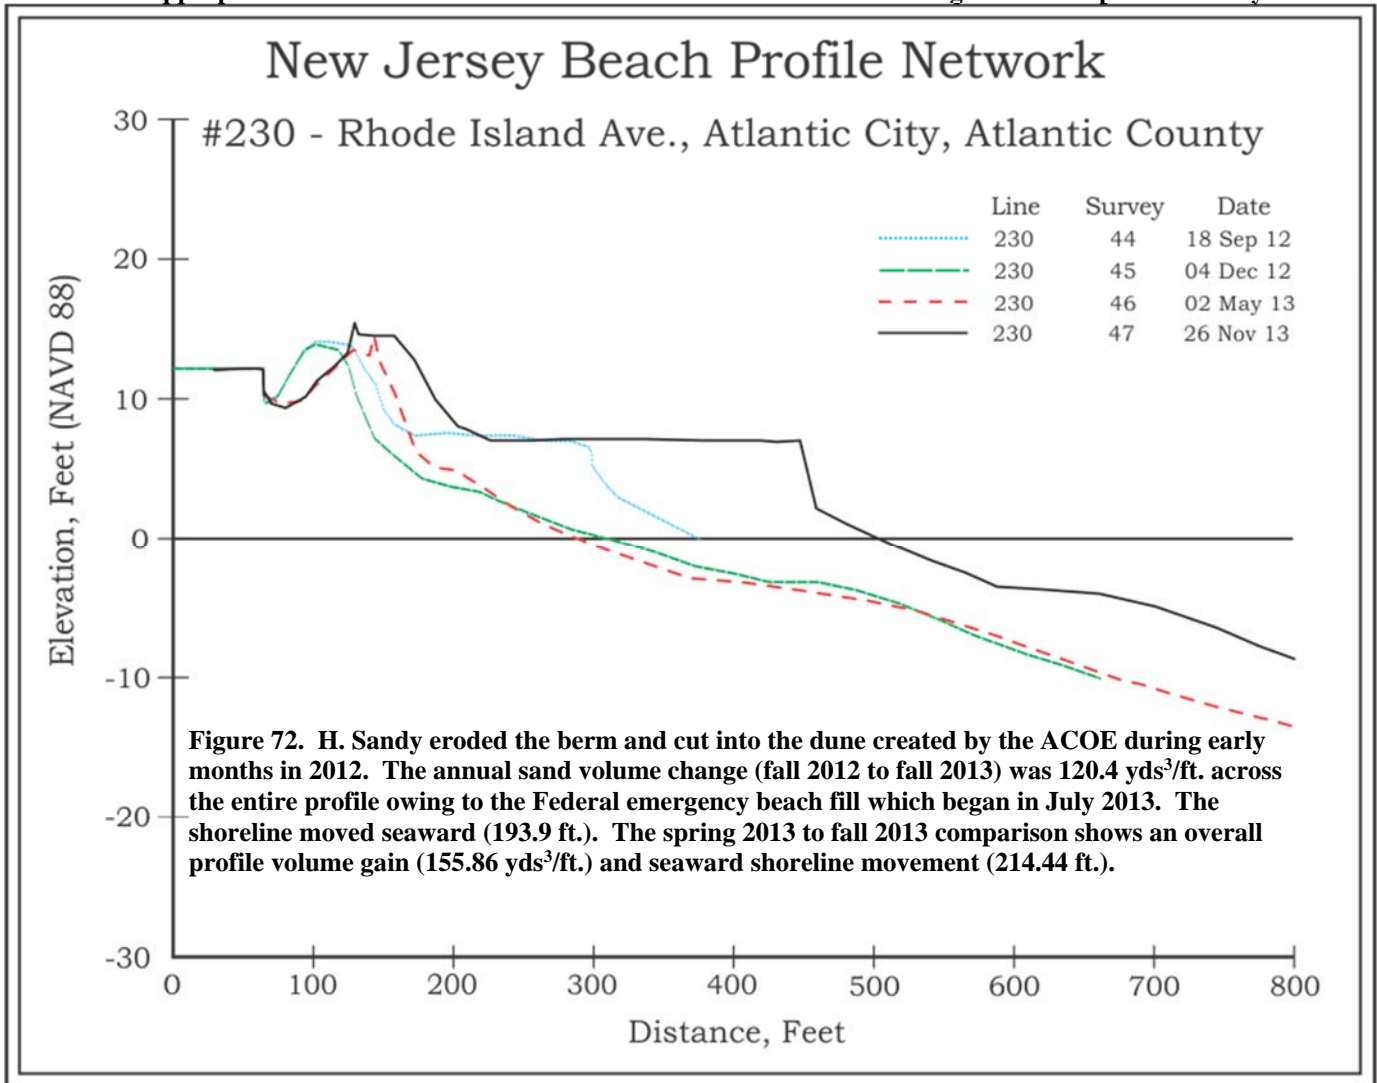 New Jersey Beach Profile Network
#230 - Rhode Island Ave., Atlantic City, Atlantic County
Line Survey Date
230 44 18 Sep 12
230 45 04 Dec 12
230 46 02 May 13
230 47 26 Nov 13
Elevation, Feet (NAVD 88)
30
20
10
0
-10
-20
-30
Figure 72. H. Sandy eroded the berm and cut into the dune created by the ACOE during early
months in 2012. The annual sand volume change (fall 2012 to fall 2013) was 120.4 yds³/ft. across
the entire profile owing to the Federal emergency beach fill which began in July 2013. The
shoreline moved seaward (193.9 ft.). The spring 2013 to fall 2013 comparison shows an overall
profile volume gain (155.86 yds³/ft.) and seaward shoreline movement (214.44 ft.).
0 100 200 300 400 500 600 700 800
Distance, Feet